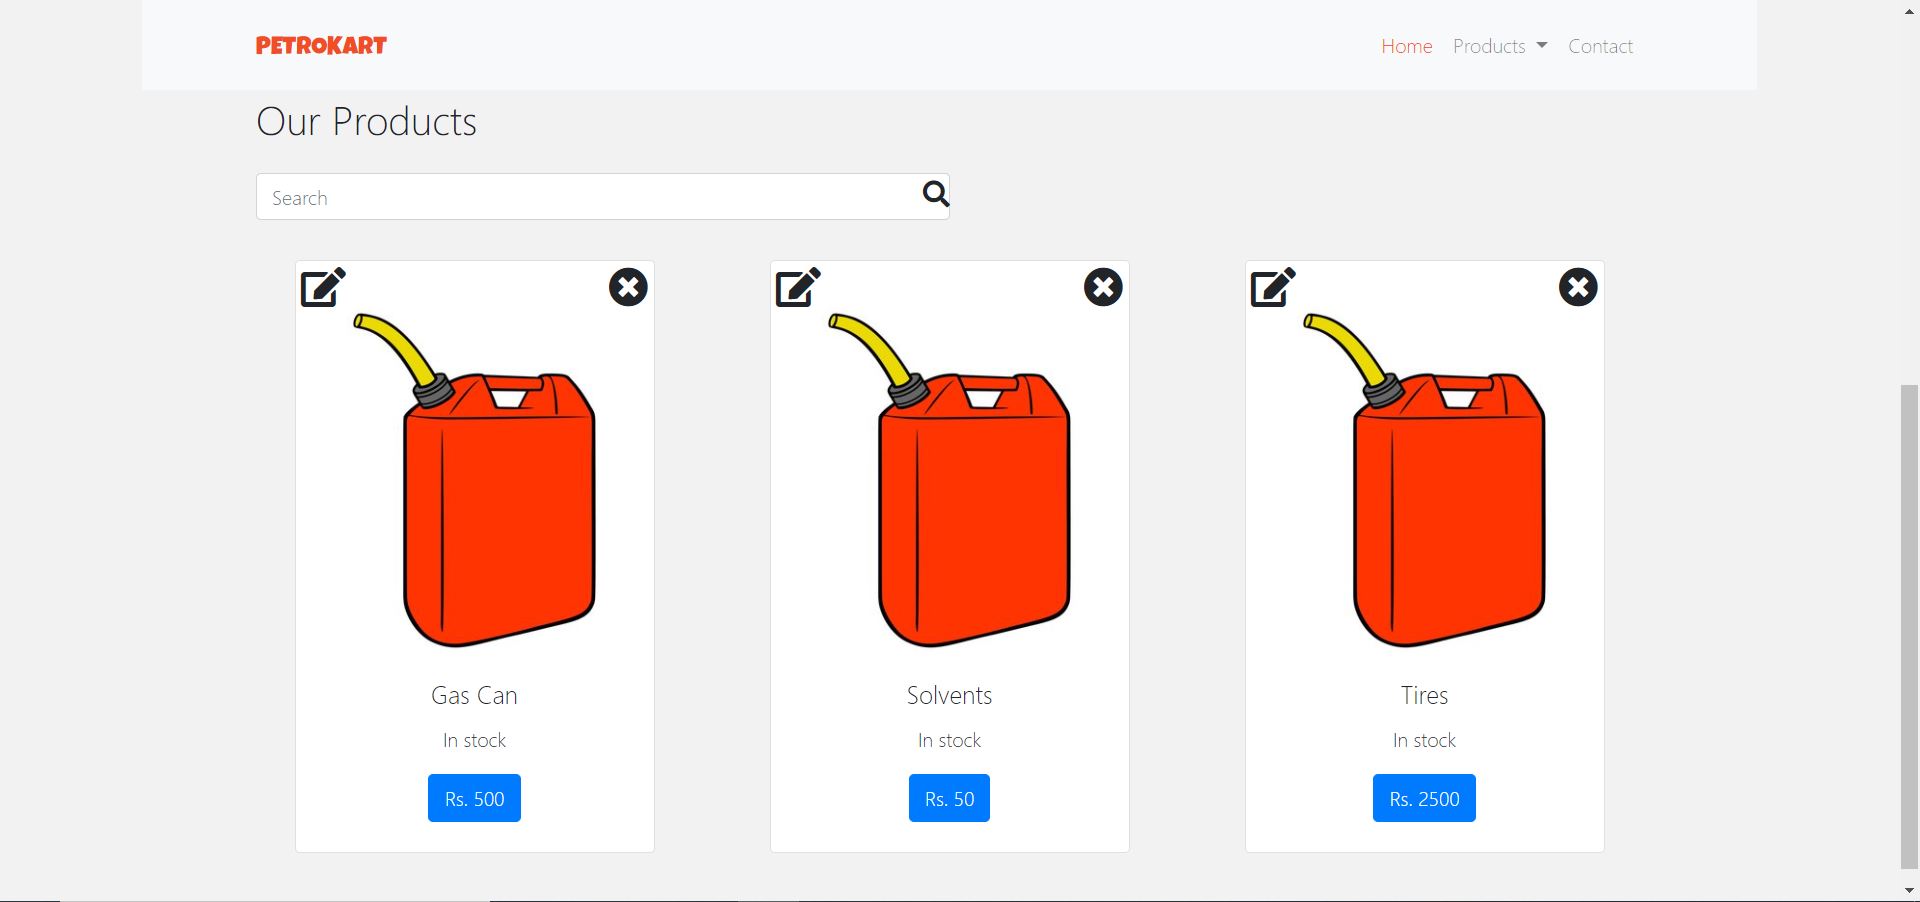 PETROKART
Home Products Contact
Our Products
Search
Gas Can
In stock
Rs. 500
Solvents
In stock
Rs. 50
Tires
In stock
Rs. 2500